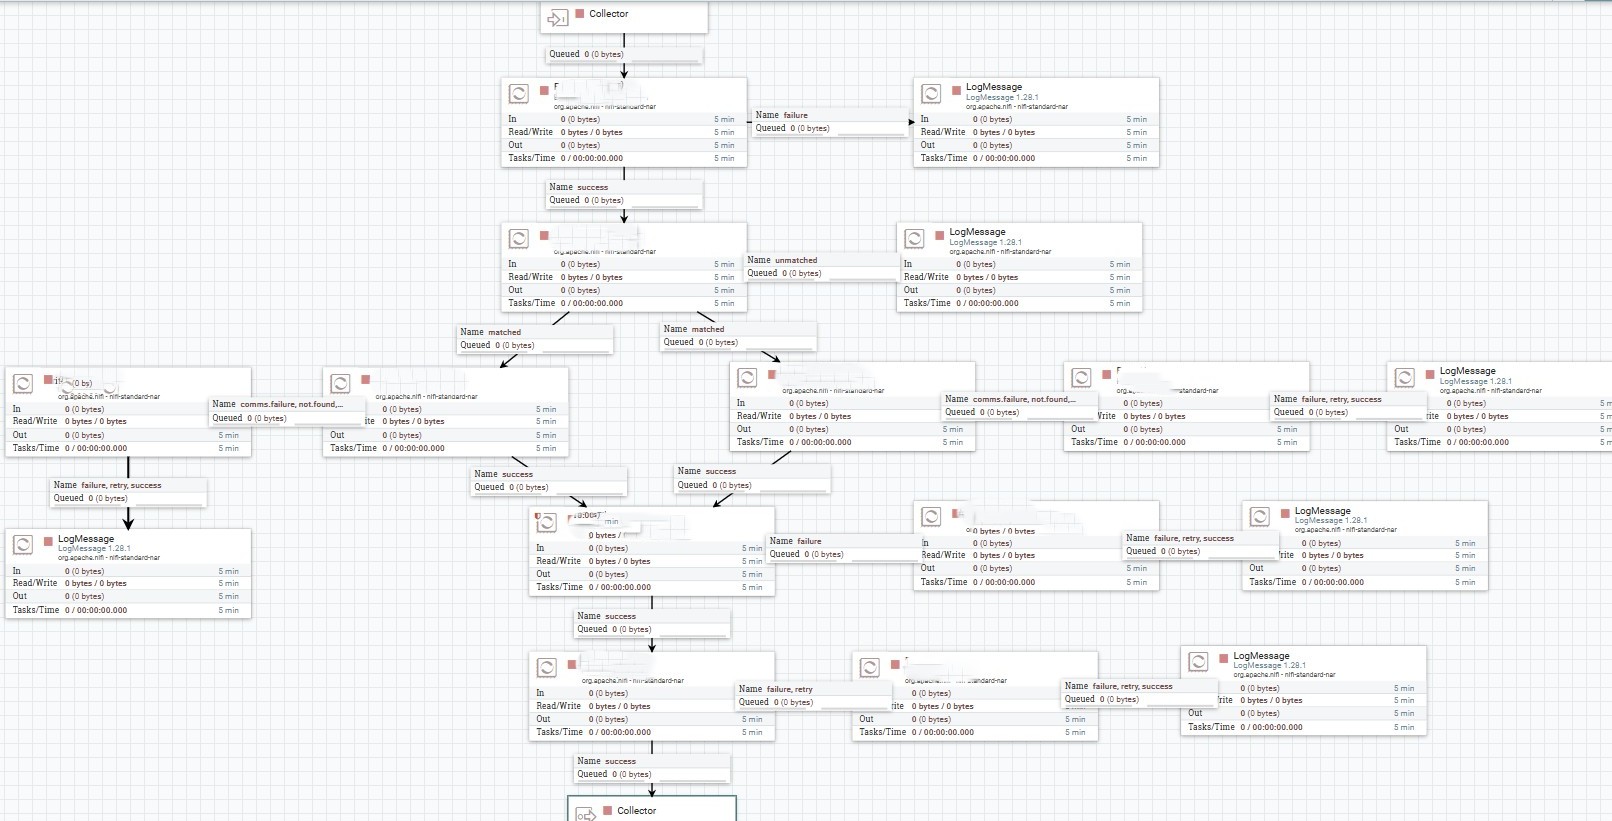 Collector
Queued 0 (0 bytes)
org.apache.nifi - nifi-standard-nar
In 0 (0 bytes) 5 min
Read/Write 0 bytes / 0 bytes 5 min
Out 0 (0 bytes) 5 min
Tasks/Time 0 / 00:00:00.000 5 min
Name failure
Queued 0 (0 bytes)
LogMessage
LogMessage 1.28.1
org.apache.nifi - nifi-standard-nar
In 0 (0 bytes) 5 min
Read/Write 0 bytes / 0 bytes 5 min
Out 0 (0 bytes) 5 min
Tasks/Time 0 / 00:00:00.000 5 min
Name success
Queued 0 (0 bytes)
org.apache.nifi - nifi-standard-nar
In 0 (0 bytes) 5 min
Read/Write 0 bytes / 0 bytes 5 min
Out 0 (0 bytes) 5 min
Tasks/Time 0 / 00:00:00.000 5 min
Name unmatched
Queued 0 (0 bytes)
LogMessage
LogMessage 1.28.1
org.apache.nifi - nifi-standard-nar
In 0 (0 bytes) 5 min
Read/Write 0 bytes / 0 bytes 5 min
Out 0 (0 bytes) 5 min
Tasks/Time 0 / 00:00:00.000 5 min
Name matched
Queued 0 (0 bytes)
Name matched
Queued 0 (0 bytes)
org.apache.nifi - nifi-standard-nar
In 0 (0 bytes)
Read/Write 0 bytes / 0 bytes
Out 0 (0 bytes) 5 min
Tasks/Time 0 / 00:00:00.000 5 min
Name comms.failure, not.found,...
Queued 0 (0 bytes)
org.apache.nifi - nifi-standard-nar
0 (0 bytes) 5 min
ite 0 bytes / 0 bytes 5 min
Out 0 (0 bytes) 5 min
Tasks/Time 0 / 00:00:00.000 5 min
org.apache.nifi - nifi-standard-nar
In 0 (0 bytes)
Read/Write 0 bytes / 0 bytes
Out 0 (0 bytes) 5 min
Tasks/Time 0 / 00:00:00.000 5 min
Name comms.failure, not.found,...
Queued 0 (0 bytes)
-standard-nar
0 (0 bytes)
rite 0 bytes / 0 bytes
Out 0 (0 bytes) 5 min
Tasks/Time 0 / 00:00:00.000 5 min
Name failure, retry, success
Queued 0 (0 bytes)
LogMessage
LogMessage 1.28.1
org.apache.nifi - nifi-standard-nar
0 (0 bytes) 5 m
rite 0 bytes / 0 bytes 5 m
Out 0 (0 bytes) 5 m
Tasks/Time 0 / 00:00:00.000 5 m
Name failure, retry, success
Queued 0 (0 bytes)
Name success
Queued 0 (0 bytes)
Name success
Queued 0 (0 bytes)
LogMessage
LogMessage 1.28.1
org.apache.nifi - nifi-standard-nar
In 0 (0 bytes) 5 min
Read/Write 0 bytes / 0 bytes 5 min
Out 0 (0 bytes) 5 min
Tasks/Time 0 / 00:00:00.000 5 min
min
0 bytes /
In 0 (0 bytes) 5 min
Read/Write 0 bytes / 0 bytes 5 min
Out 0 (0 bytes) 5 min
Tasks/Time 0 / 00:00:00.000 5 min
Name failure
Queued 0 (0 bytes)
0 bytes / 0 bytes
In 0 (0 bytes)
Read/Write 0 bytes / 0 bytes
Out 0 (0 bytes) 5 min
Tasks/Time 0 / 00:00:00.000 5 min
Name failure, retry, success
Queued 0 (0 bytes)
LogMessage
LogMessage 1.28.1
org.apache.nifi - nifi-standard-nar
0 (0 bytes) 5 min
rite 0 bytes / 0 bytes 5 min
Out 0 (0 bytes) 5 min
Tasks/Time 0 / 00:00:00.000 5 min
Name success
Queued 0 (0 bytes)
org.apache.nifi - nifi-standard-nar
In 0 (0 bytes)
Read/Write 0 bytes / 0 bytes
Out 0 (0 bytes) 5 min
Tasks/Time 0 / 00:00:00.000 5 min
Name failure, retry
Queued 0 (0 bytes)
org.apache.nifi - nifi-standard-nar
0 (0 bytes)
rite 0 bytes / 0 bytes
Out 0 (0 bytes) 5 min
Tasks/Time 0 / 00:00:00.000 5 min
Name failure, retry, success
Queued 0 (0 bytes)
LogMessage
LogMessage 1.28.1
org.apache.nifi - nifi-standard-nar
0 (0 bytes) 5 min
rite 0 bytes / 0 bytes 5 min
Out 0 (0 bytes) 5 min
Tasks/Time 0 / 00:00:00.000 5 min
Name success
Queued 0 (0 bytes)
Collector